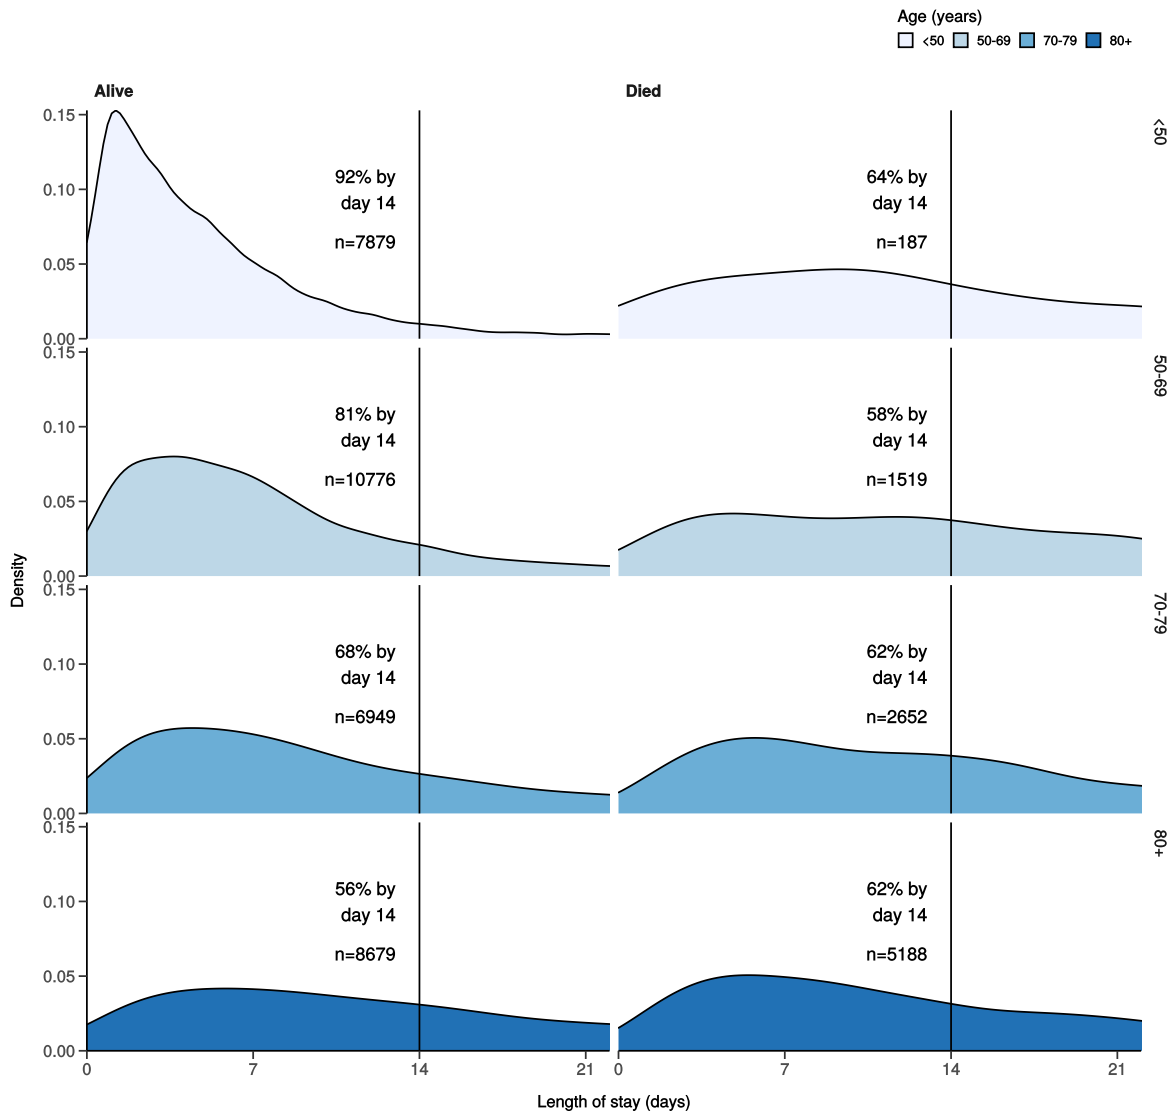 Age (years)
<50 50-69 70-79 80+
Alive Died
0.15
0.10
0.05
0.00
92% by
day 14
n=7879
64% by
day 14
n=187
<50
0.15
0.10
0.05
0.00
81% by
day 14
n=10776
58% by
day 14
n=1519
50-69
0.15
0.10
0.05
0.00
68% by
day 14
n=6949
62% by
day 14
n=2652
70-79
0.15
0.10
0.05
0.00
56% by
day 14
n=8679
62% by
day 14
n=5188
80+
Density
0 7 14 21 0 7 14 21
Length of stay (days)